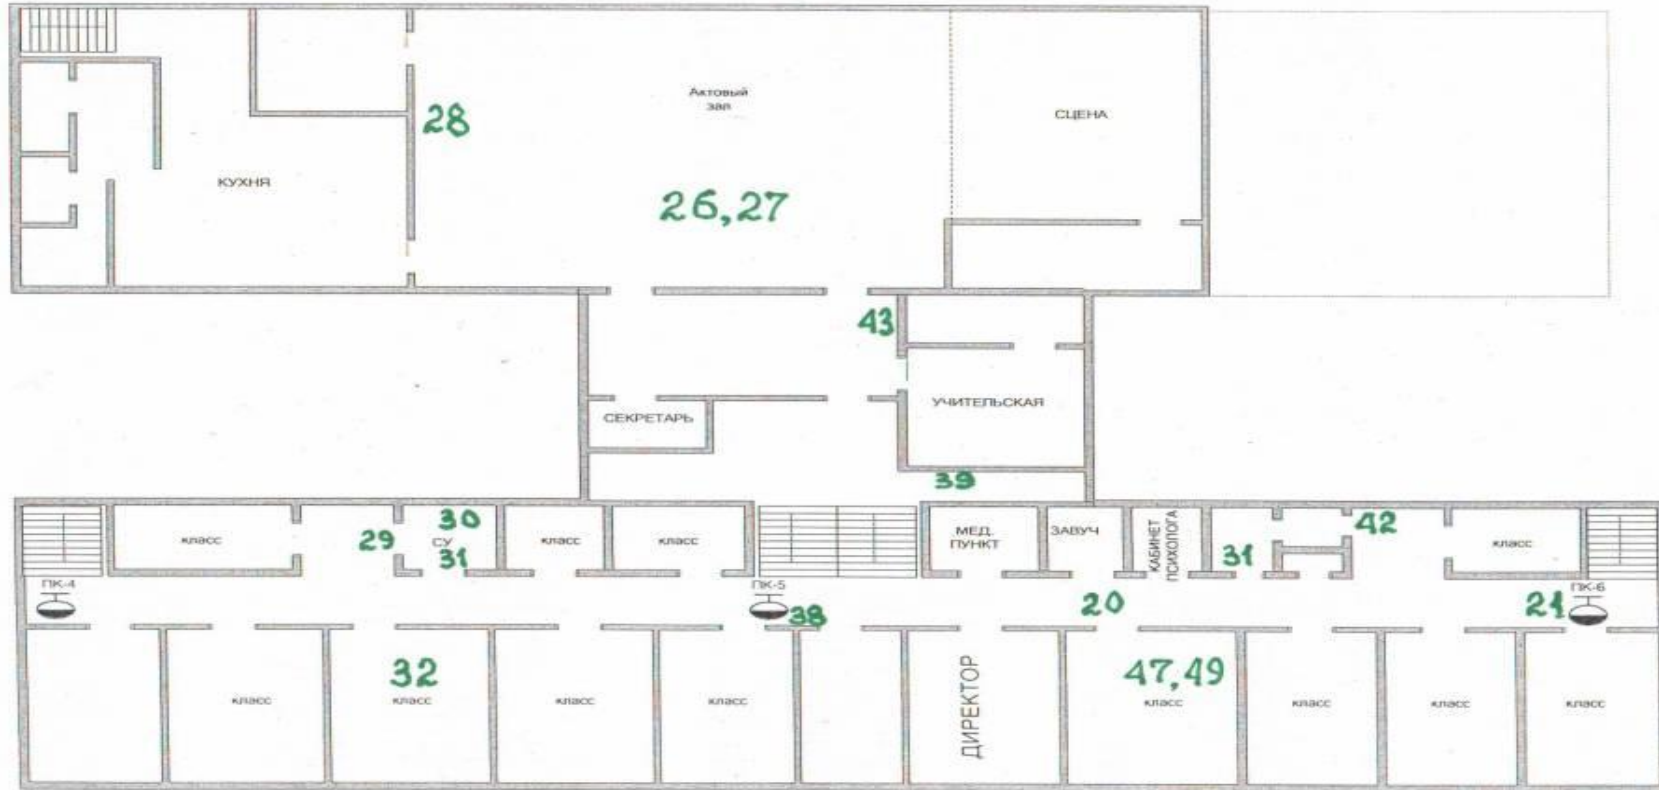 Актовый
зал
СЦЕНА
28
КУХНЯ
26,27
43
УЧИТЕЛЬСКАЯ
СЕКРЕТАРЬ
39
класс
29
30
СУ
31
класс
класс
МЕД.
ПУНКТ
ЗАВУЧ
КАБИНЕТ
ПСИХОЛОГА
31
42
класс
ПК-4
ПК-5
38
20
21
ПК-6
класс
32
класс
класс
класс
ДИРЕКТОР
47,49
класс
класс
класс
класс